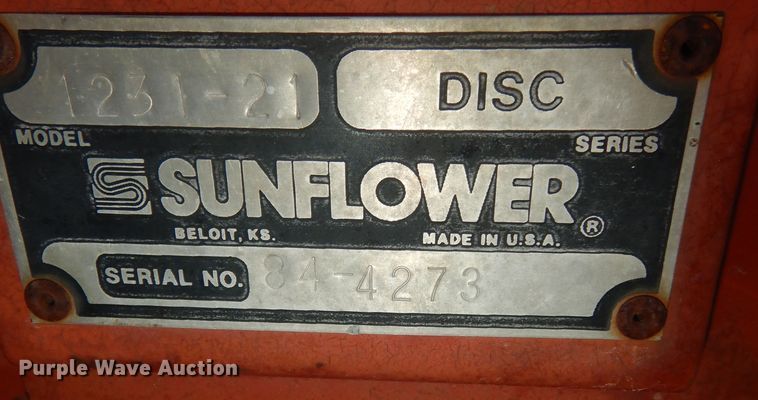 1231-21 DISC
MODEL SERIES
S SUNFLOWER ®
BELOIT, KS. MADE IN U.S.A.
SERIAL NO. 84-4273
Purple Wave Auction